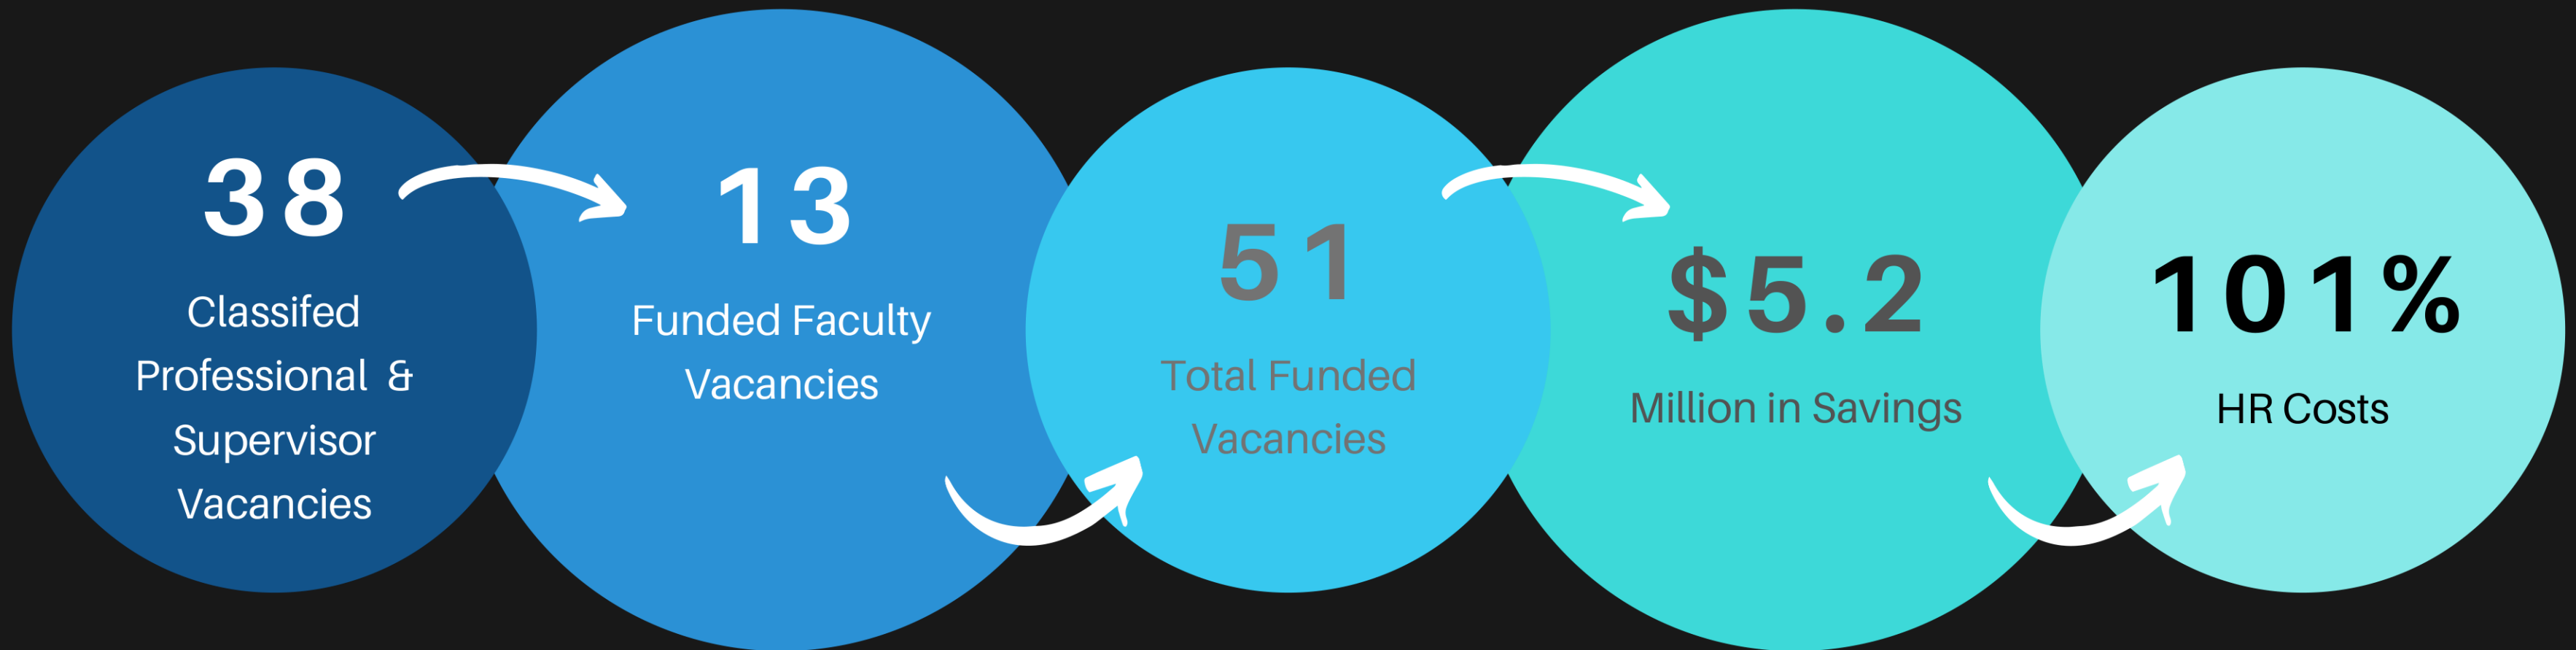 38
Classifed
Professional &
Supervisor
Vacancies
13
Funded Faculty
Vacancies
51
Total Funded
Vacancies
$5.2
Million in Savings
101%
HR Costs